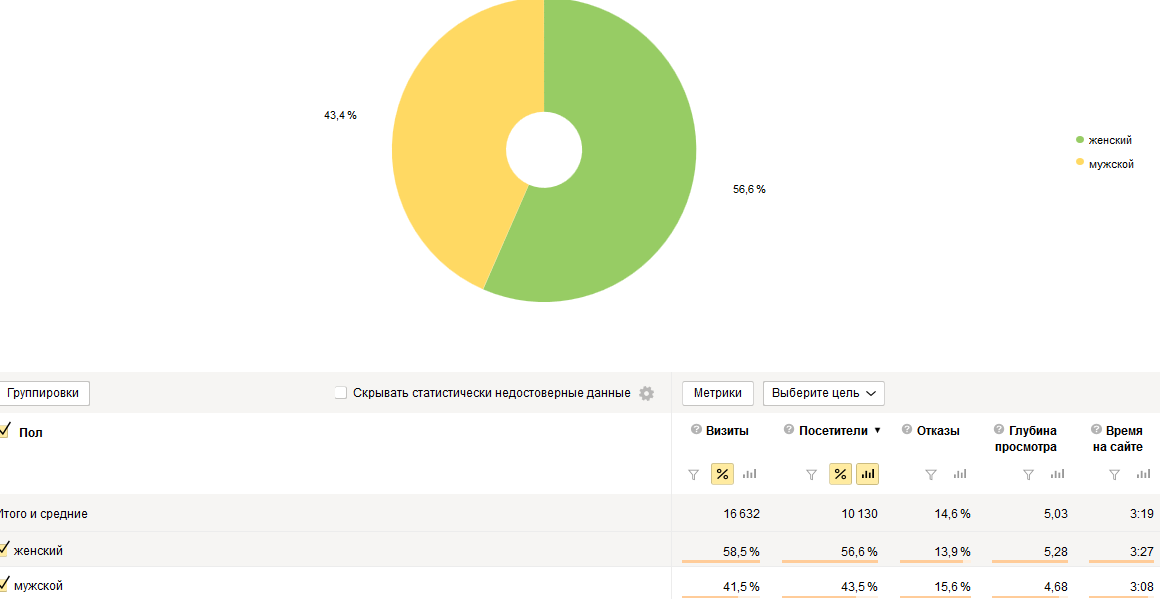 43,4 %
56,6 %
женский
мужской
Группировки
Скрывать статистически недостоверные данные
Метрики
Выберите цель
Пол
Визиты
Посетители ▼
Отказы
Глубина просмотра
Время на сайте
%
%
Итого и средние 16 632 10 130 14,6 % 5,03 3:19
женский 58,5 % 56,6 % 13,9 % 5,28 3:27
мужской 41,5 % 43,5 % 15,6 % 4,68 3:08